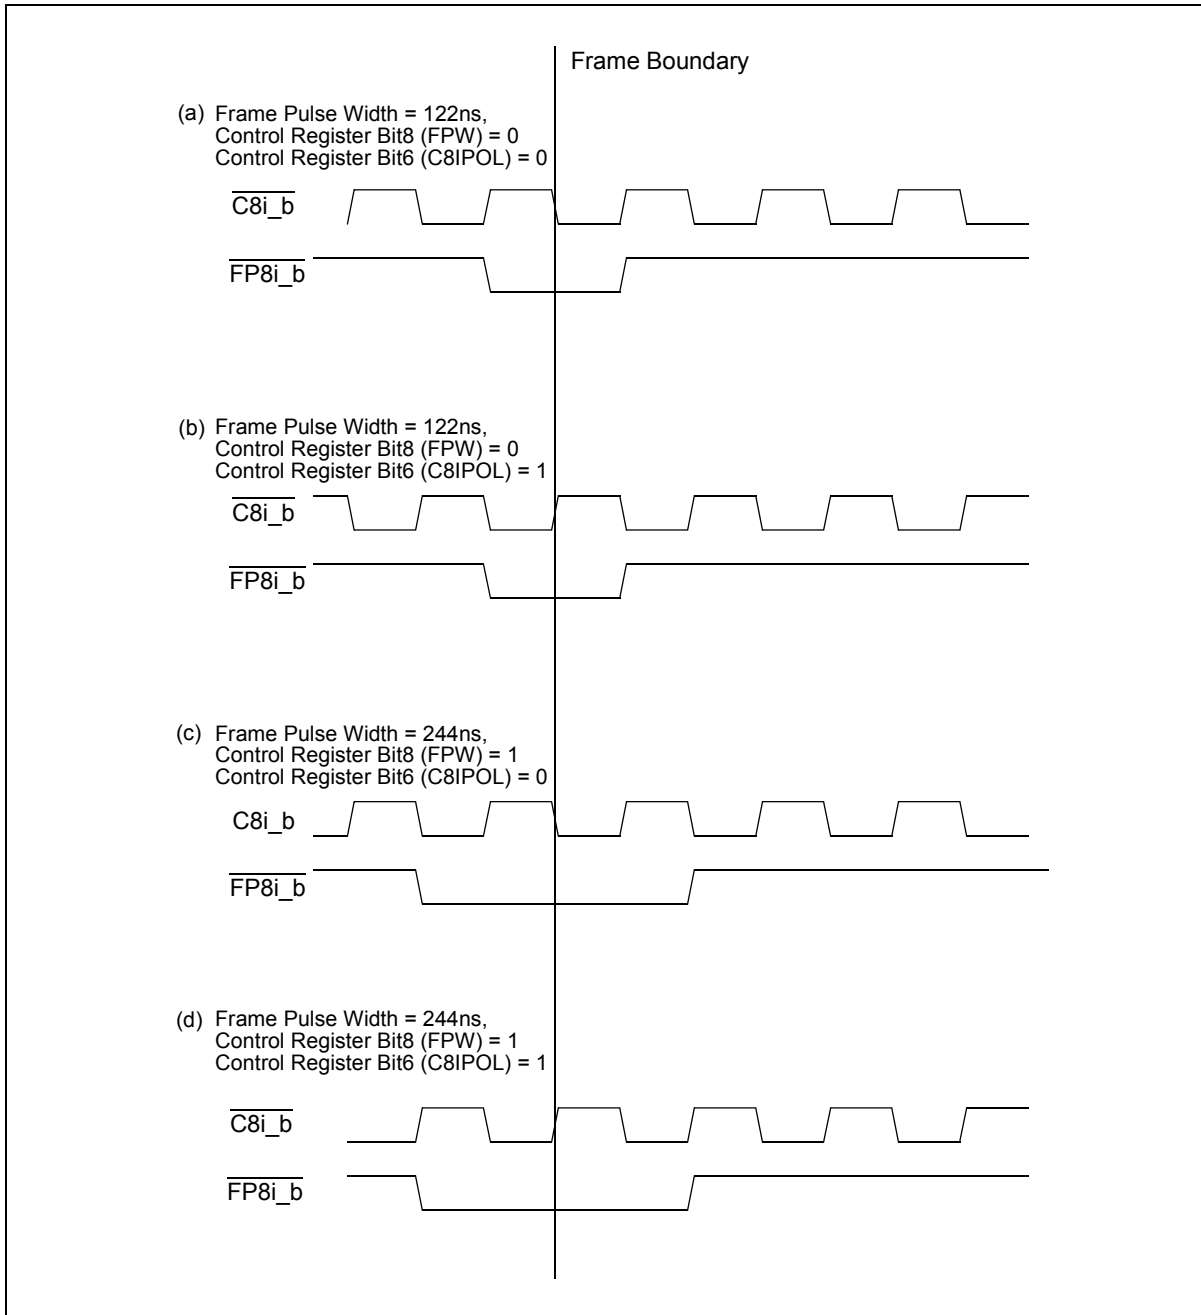 Frame Boundary
(a) Frame Pulse Width = 122ns,
Control Register Bit8 (FPW) = 0
Control Register Bit6 (C8IPOL) = 0
C8i_b
FP8i_b
(b) Frame Pulse Width = 122ns,
Control Register Bit8 (FPW) = 0
Control Register Bit6 (C8IPOL) = 1
C8i_b
FP8i_b
(c) Frame Pulse Width = 244ns,
Control Register Bit8 (FPW) = 1
Control Register Bit6 (C8IPOL) = 0
C8i_b
FP8i_b
(d) Frame Pulse Width = 244ns,
Control Register Bit8 (FPW) = 1
Control Register Bit6 (C8IPOL) = 1
C8i_b
FP8i_b